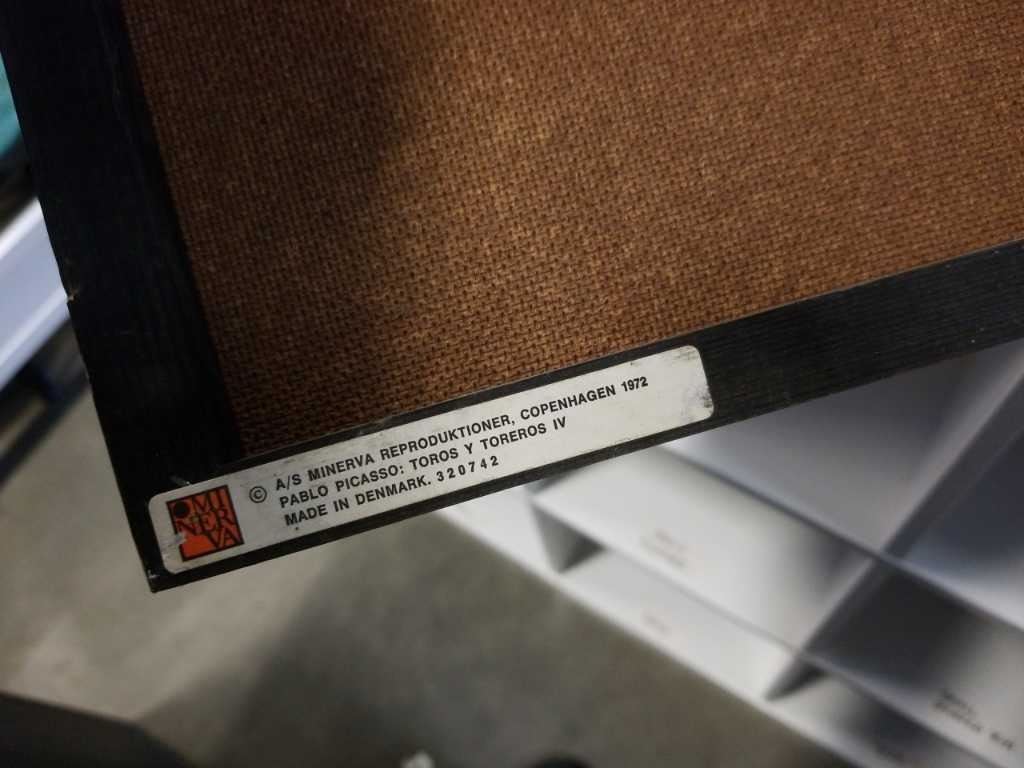 MI
NER
VA
© A/S MINERVA REPRODUKTIONER, COPENHAGEN 1972
PABLO PICASSO: TOROS Y TOREROS IV
MADE IN DENMARK. 320742